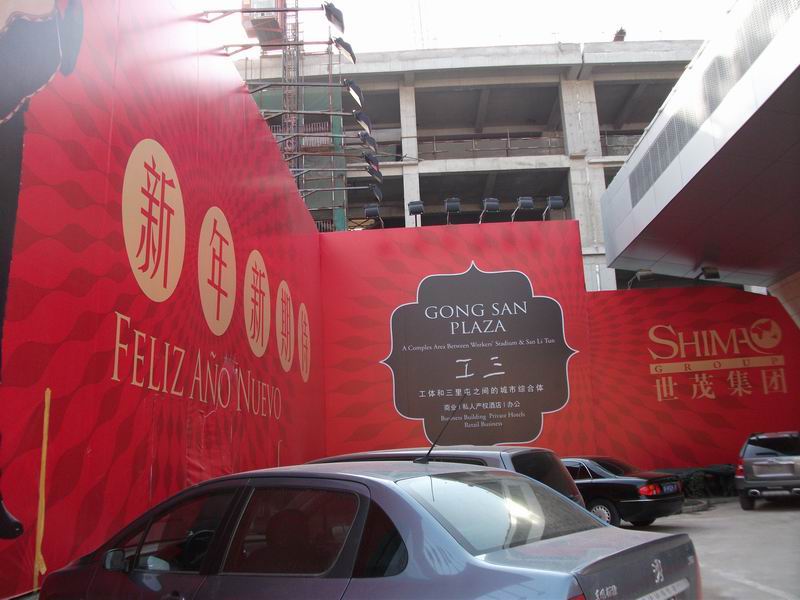 新年新期待
FELIZ AÑO NUEVO
GONG SAN
PLAZA
A Complex Area Between Workers' Stadium & San Li Tun
工三
工体和三里屯之间的城市综合体
商业|私人产权酒店|办公
Business Building Private Hotels
Retail Business
SHIMAO
GROUP
世茂集团